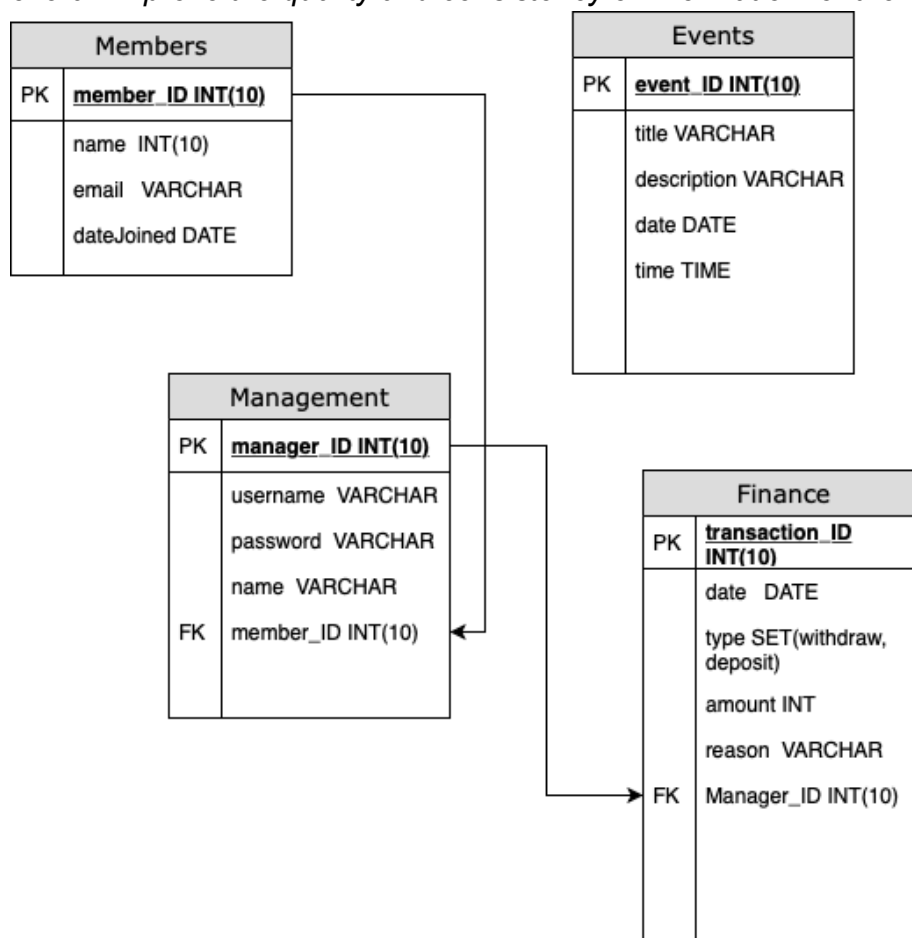 Members
PK member_ID INT(10)
name INT(10)
email VARCHAR
dateJoined DATE
Events
PK event_ID INT(10)
title VARCHAR
description VARCHAR
date DATE
time TIME
Management
PK manager_ID INT(10)
username VARCHAR
password VARCHAR
name VARCHAR
FK member_ID INT(10)
Finance
PK transaction_ID
INT(10)
date DATE
type SET(withdraw,
deposit)
amount INT
reason VARCHAR
FK Manager_ID INT(10)